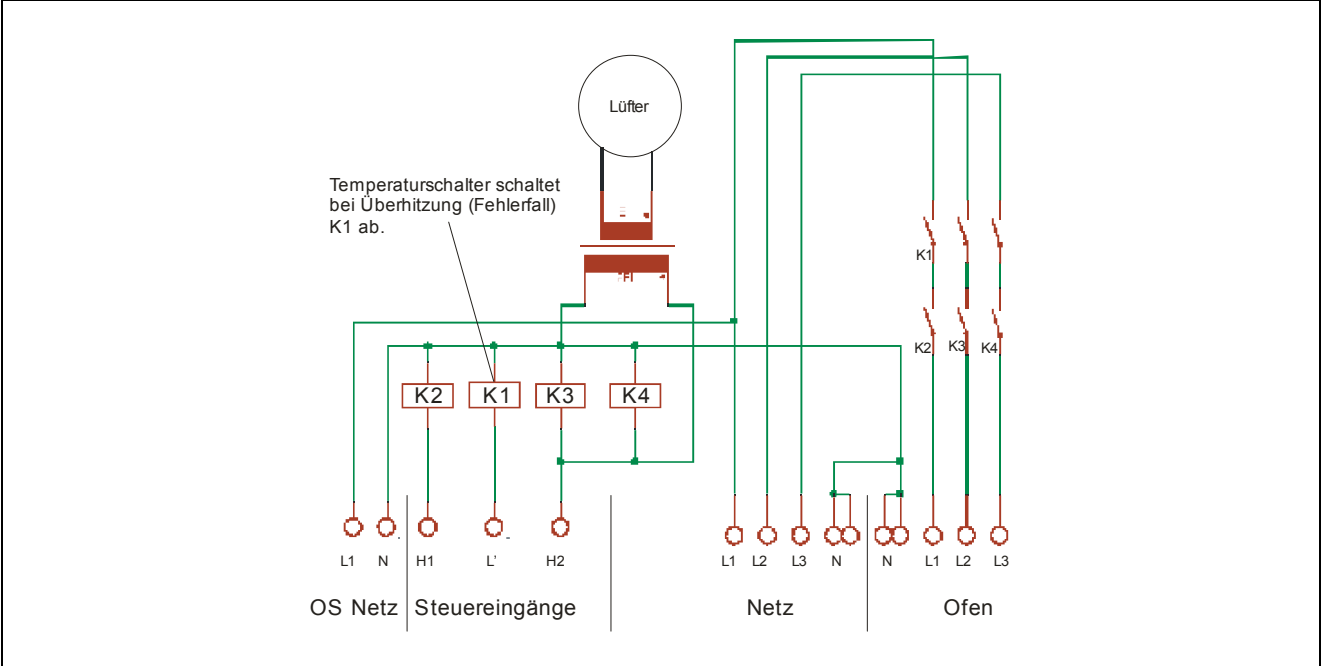 Lüfter
Temperaturschalter schaltet
bei Überhitzung (Fehlerfall)
K1 ab.
K1
K2 K3 K4
K2 K1 K3 K4
L1 N H1 L' H2 L1 L2 L3 N N L1 L2 L3
OS Netz Steuereingänge Netz Ofen